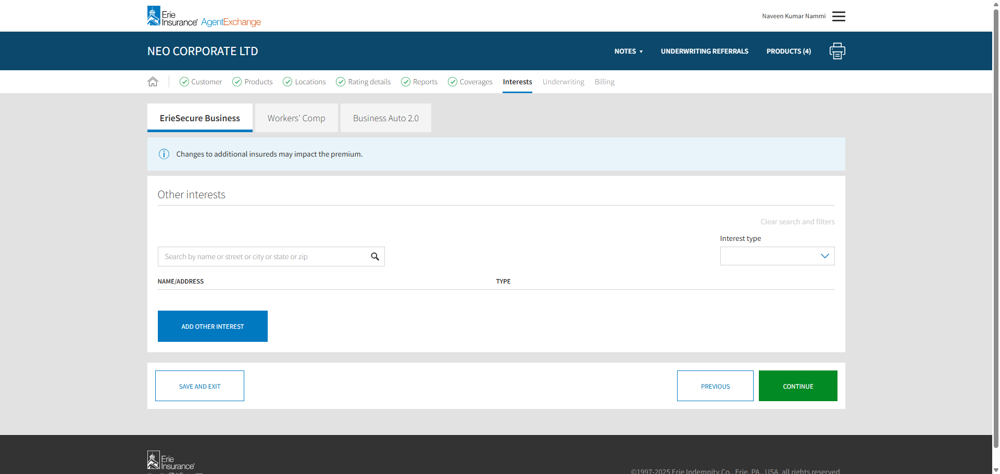 Erie
Insurance® AgentExchange
Naveen Kumar Nammi
NEO CORPORATE LTD
NOTES ▼
UNDERWRITING REFERRALS
PRODUCTS (4)
Customer
Products
Locations
Rating details
Reports
Coverages
Interests
Underwriting
Billing
ErieSecure Business
Workers' Comp
Business Auto 2.0
Changes to additional insureds may impact the premium.
Other interests
Clear search and filters
Interest type
Search by name or street or city or state or zip
NAME/ADDRESS
TYPE
ADD OTHER INTEREST
SAVE AND EXIT
PREVIOUS
CONTINUE
Erie
Insurance®
©1997-2025 Erie Indemnity Co., Erie, PA., USA, all rights reserved